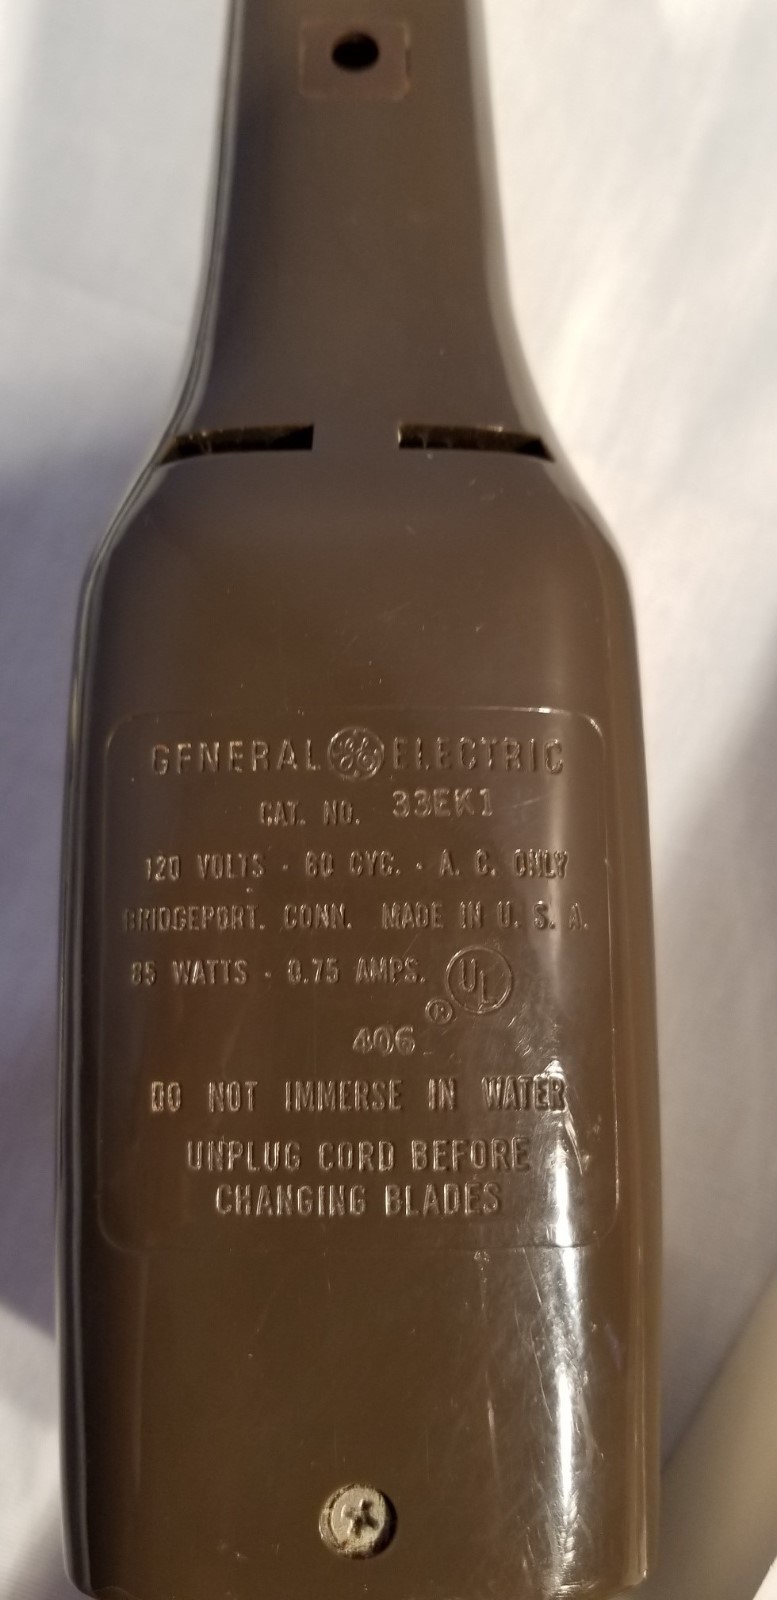 GENERAL GE ELECTRIC
CAT. NO. 33EK1
120 VOLTS - 60 CYC. - A. C. ONLY
BRIDGEPORT. CONN. MADE IN U. S. A.
85 WATTS - 0.75 AMPS. UL
®
406
DO NOT IMMERSE IN WATER
UNPLUG CORD BEFORE
CHANGING BLADES